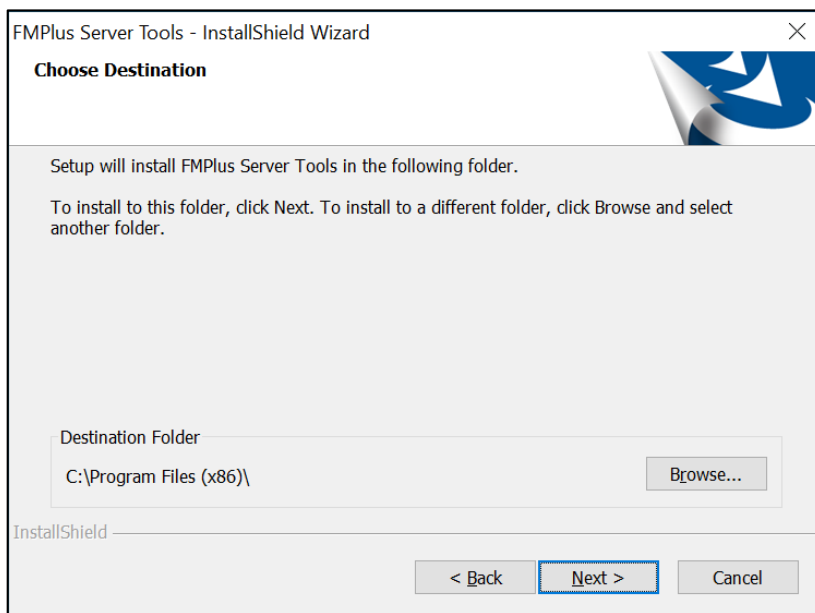 FMPlus Server Tools - InstallShield Wizard
Choose Destination
Setup will install FMPlus Server Tools in the following folder.
To install to this folder, click Next. To install to a different folder, click Browse and select
another folder.
Destination Folder
C:\Program Files (x86)\
Browse...
InstallShield
< Back
Next >
Cancel